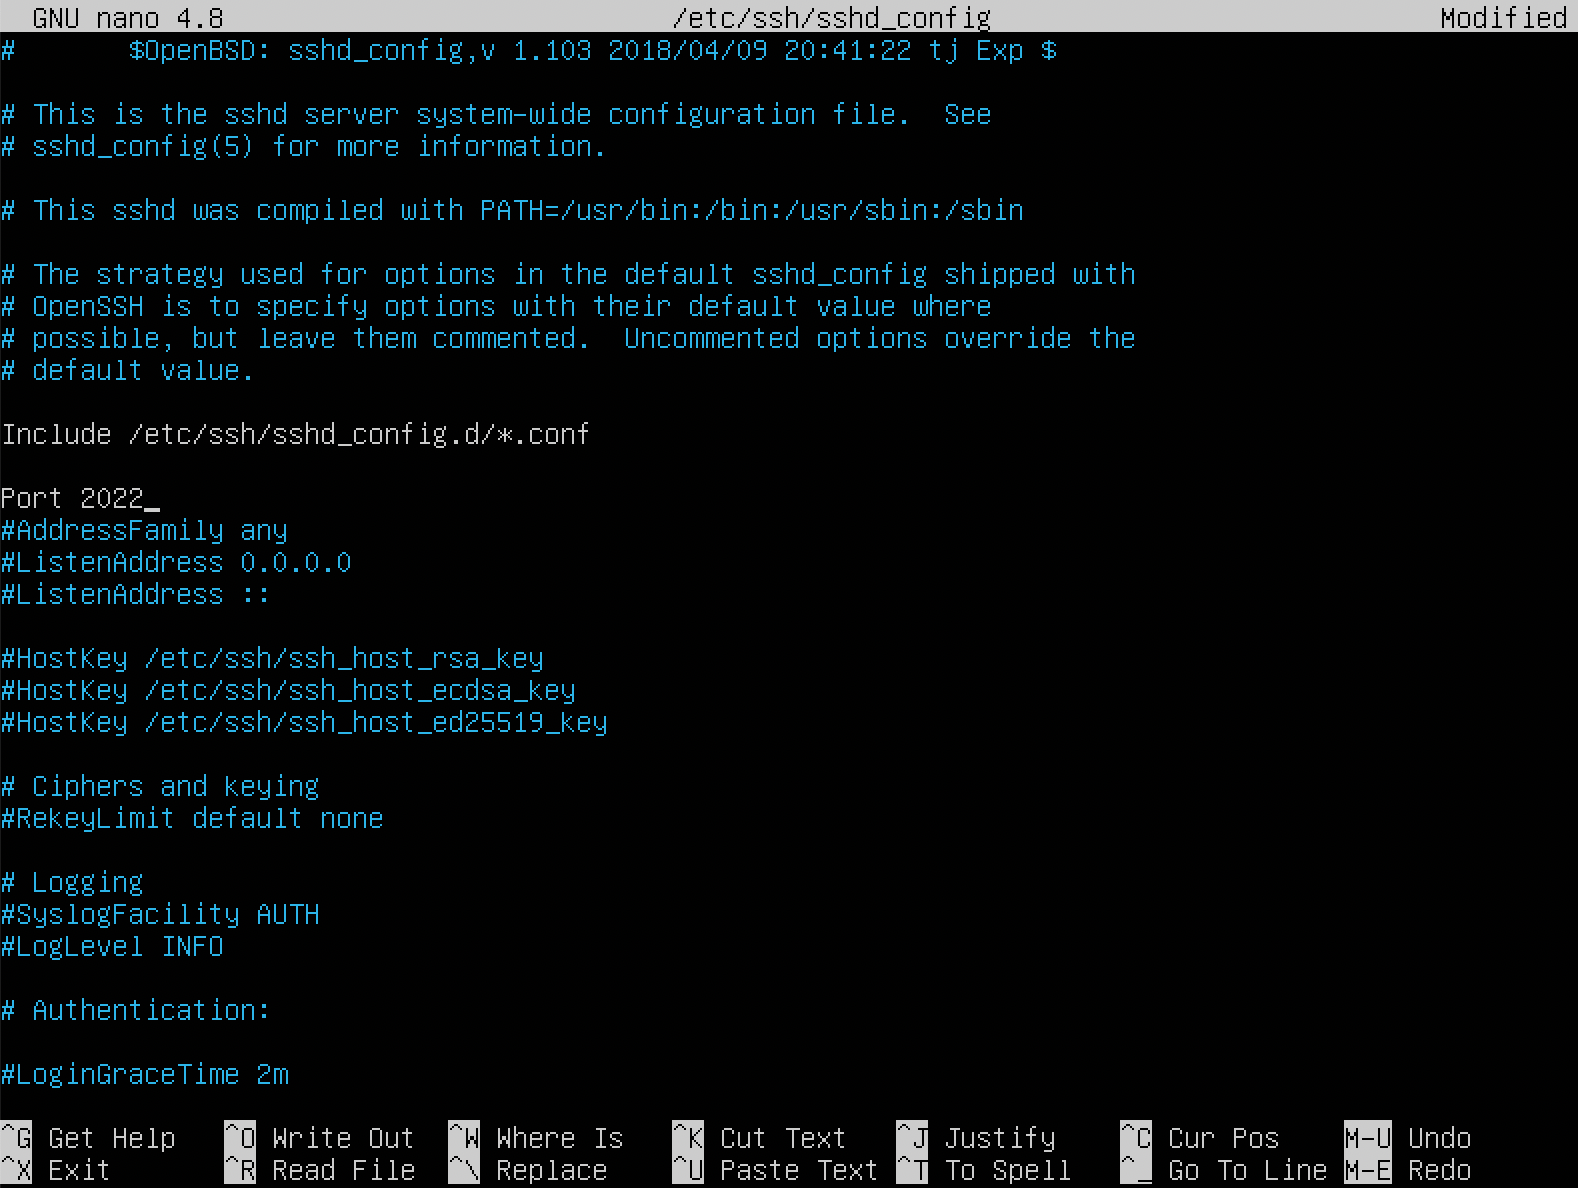 GNU nano 4.8 /etc/ssh/sshd_config Modified
# $OpenBSD: sshd_config,v 1.103 2018/04/09 20:41:22 tj Exp $
# This is the sshd server system-wide configuration file. See
# sshd_config(5) for more information.
# This sshd was compiled with PATH=/usr/bin:/bin:/usr/sbin:/sbin
# The strategy used for options in the default sshd_config shipped with
# OpenSSH is to specify options with their default value where
# possible, but leave them commented. Uncommented options override the
# default value.
Include /etc/ssh/sshd_config.d/*.conf
Port 2022
#AddressFamily any
#ListenAddress 0.0.0.0
#ListenAddress ::
#HostKey /etc/ssh/ssh_host_rsa_key
#HostKey /etc/ssh/ssh_host_ecdsa_key
#HostKey /etc/ssh/ssh_host_ed25519_key
# Ciphers and keying
#RekeyLimit default none
# Logging
#SyslogFacility AUTH
#LogLevel INFO
# Authentication:
#LoginGraceTime 2m
^G Get Help ^O Write Out ^W Where Is ^K Cut Text ^J Justify ^C Cur Pos M-U Undo
^X Exit ^R Read File ^\ Replace ^U Paste Text ^T To Spell ^_ Go To Line M-E Redo